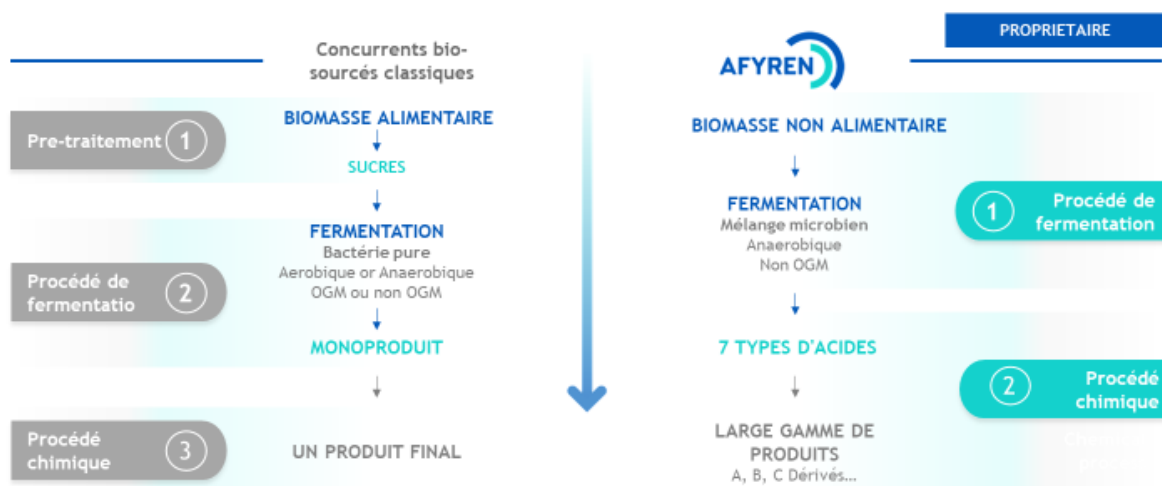 PROPRIETAIRE
Concurrents bio-
sourcés classiques
Pre-traitement 1
BIOMASSE ALIMENTAIRE
SUCRES
FERMENTATION
Bactérie pure
Aerobique or Anaerobique
OGM ou non OGM
Procédé de
fermentatio
2
MONOPRODUIT
Procédé
chimique
3
UN PRODUIT FINAL
AFYREN
BIOMASSE NON ALIMENTAIRE
FERMENTATION
Mélange microbien
Anaerobique
Non OGM
1
Procédé de
fermentation
7 TYPES D'ACIDES
2
Procédé
chimique
LARGE GAMME DE
PRODUITS
A, B, C Dérivés...